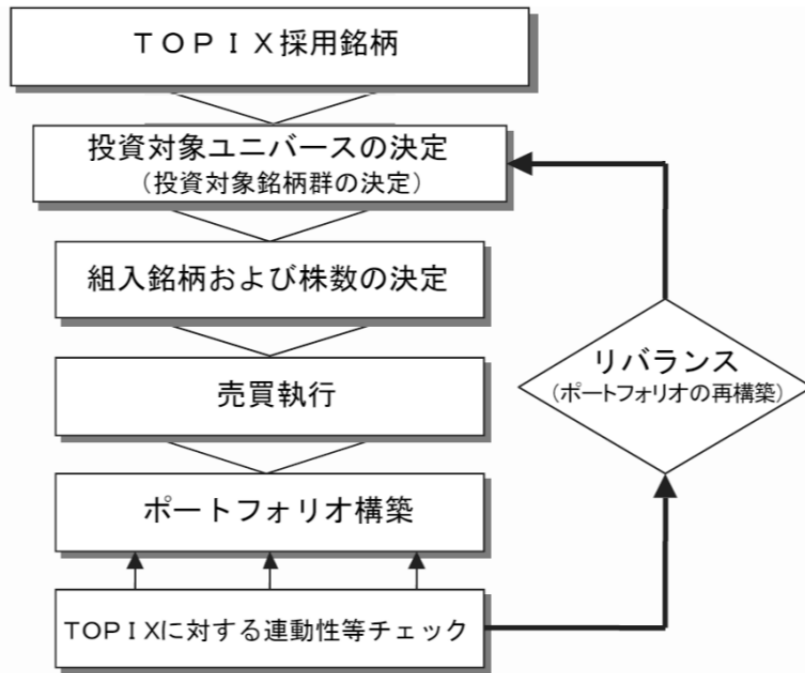 ＴＯＰＩＸ採用銘柄
投資対象ユニバースの決定
（投資対象銘柄群の決定）
組入銘柄および株数の決定
売買執行
ポートフォリオ構築
ＴＯＰＩＸに対する連動性等チェック
リバランス
（ポートフォリオの再構築）